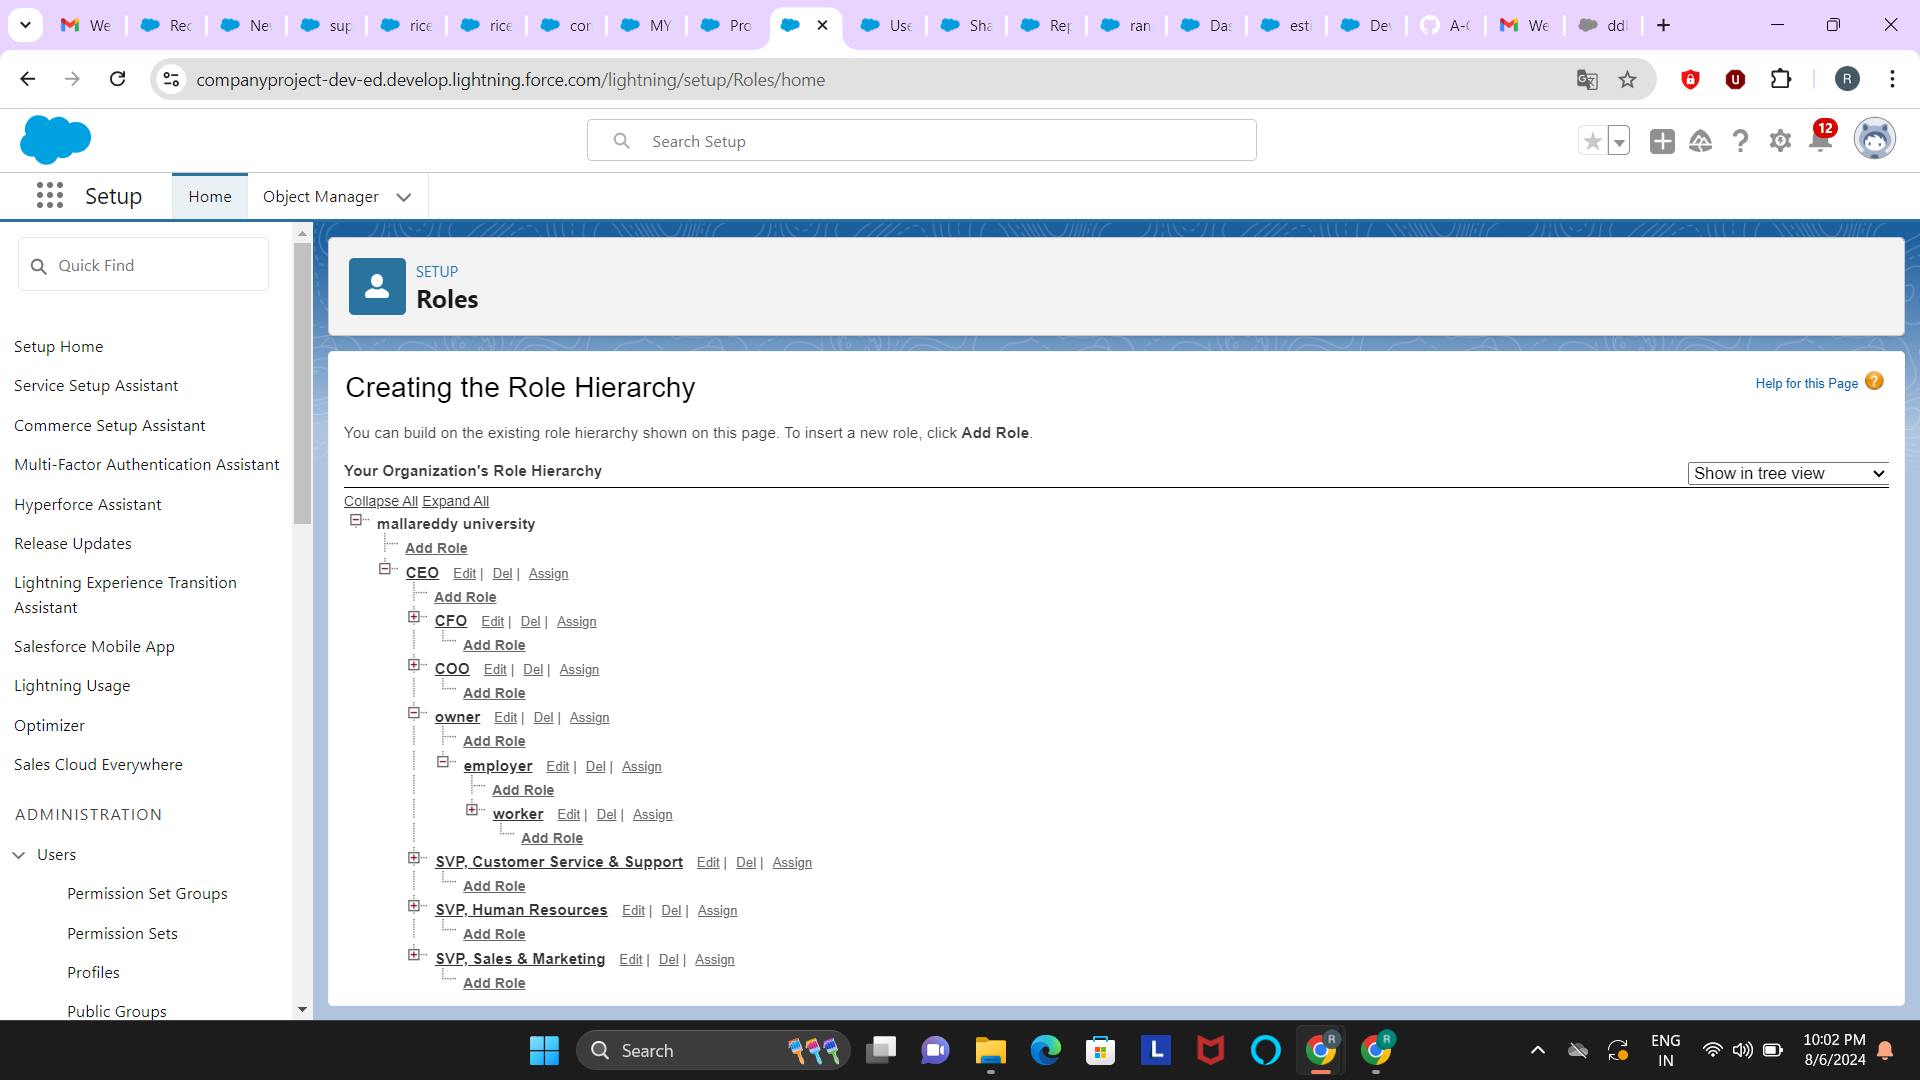 We
Rec
Nev
sup
rice
rice
cor
MY
Pro
Use
Sha
Rep
ran
Das
esti
Dev
A-C
We
ddl
companyproject-dev-ed.develop.lightning.force.com/lightning/setup/Roles/home
R
Search Setup
12
Setup
Home
Object Manager
Quick Find
Setup Home
Service Setup Assistant
Commerce Setup Assistant
Multi-Factor Authentication Assistant
Hyperforce Assistant
Release Updates
Lightning Experience Transition
Assistant
Salesforce Mobile App
Lightning Usage
Optimizer
Sales Cloud Everywhere
ADMINISTRATION
Users
Permission Set Groups
Permission Sets
Profiles
Public Groups
SETUP
Roles
Creating the Role Hierarchy
Help for this Page ?
You can build on the existing role hierarchy shown on this page. To insert a new role, click Add Role.
Your Organization's Role Hierarchy
Show in tree view
Collapse All Expand All
mallareddy university
Add Role
CEO Edit | Del | Assign
Add Role
CFO Edit | Del | Assign
Add Role
COO Edit | Del | Assign
Add Role
owner Edit | Del | Assign
Add Role
employer Edit | Del | Assign
Add Role
worker Edit | Del | Assign
Add Role
SVP, Customer Service & Support Edit | Del | Assign
Add Role
SVP, Human Resources Edit | Del | Assign
Add Role
SVP, Sales & Marketing Edit | Del | Assign
Add Role
Search
L
R
R
ENG
IN
10:02 PM
8/6/2024